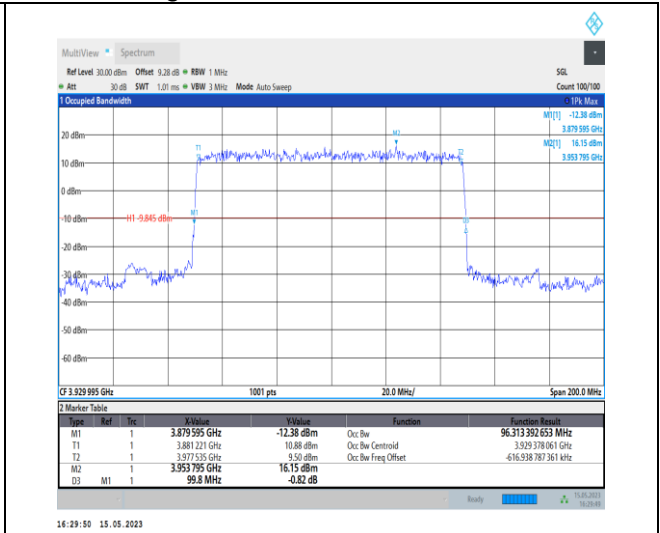 MultiView Spectrum
Ref Level 30.00 dBm Offset 9.28 dB RBW 1 MHz SGL
Att 30 dB SWT 1.01 ms VBW 3 MHz Mode Auto Sweep Count 100/100
1 Occupied Bandwidth 1Pk Max
M1[1] -12.38 dBm
3.879 595 GHz
M2[1] 16.15 dBm
3.953 795 GHz
20 dBm
M2
T1 T2
10 dBm
0 dBm
-10 dBm H1 -9.845 dBm M1
-20 dBm
-30 dBm
-40 dBm
-50 dBm
-60 dBm
CF 3.929 995 GHz 1001 pts 20.0 MHz/ Span 200.0 MHz
2 Marker Table
Type Ref Trc X-Value Y-Value Function Function Result
M1 1 3.879 595 GHz -12.38 dBm Occ Bw 96.313 392 653 MHz
T1 1 3.881 221 GHz 10.88 dBm Occ Bw Centroid 3.929 378 061 GHz
T2 1 3.977 535 GHz 9.50 dBm Occ Bw Freq Offset -616.938 787 361 kHz
M2 1 3.953 795 GHz 16.15 dBm
D3 M1 1 99.8 MHz -0.82 dB
Ready 15.05.2023
16:29:49
16:29:50 15.05.2023